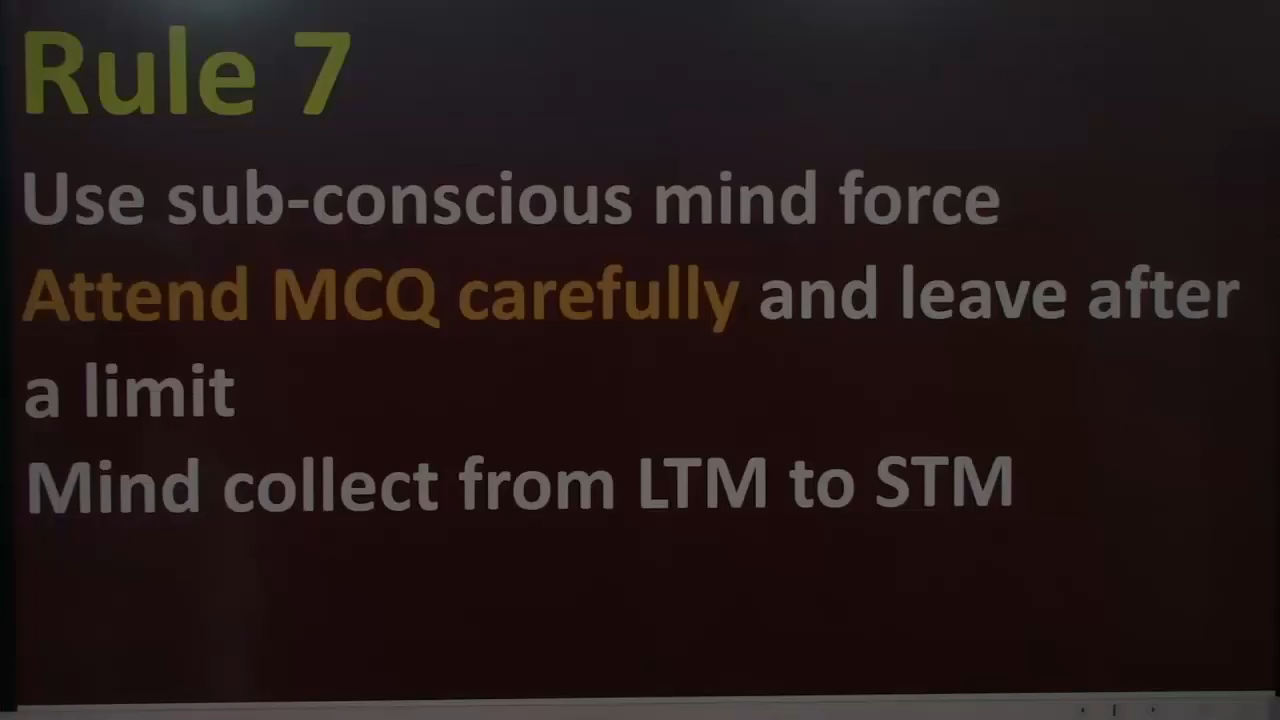 Rule 7
Use sub-conscious mind force
Attend MCQ carefully and leave after
a limit
Mind collect from LTM to STM